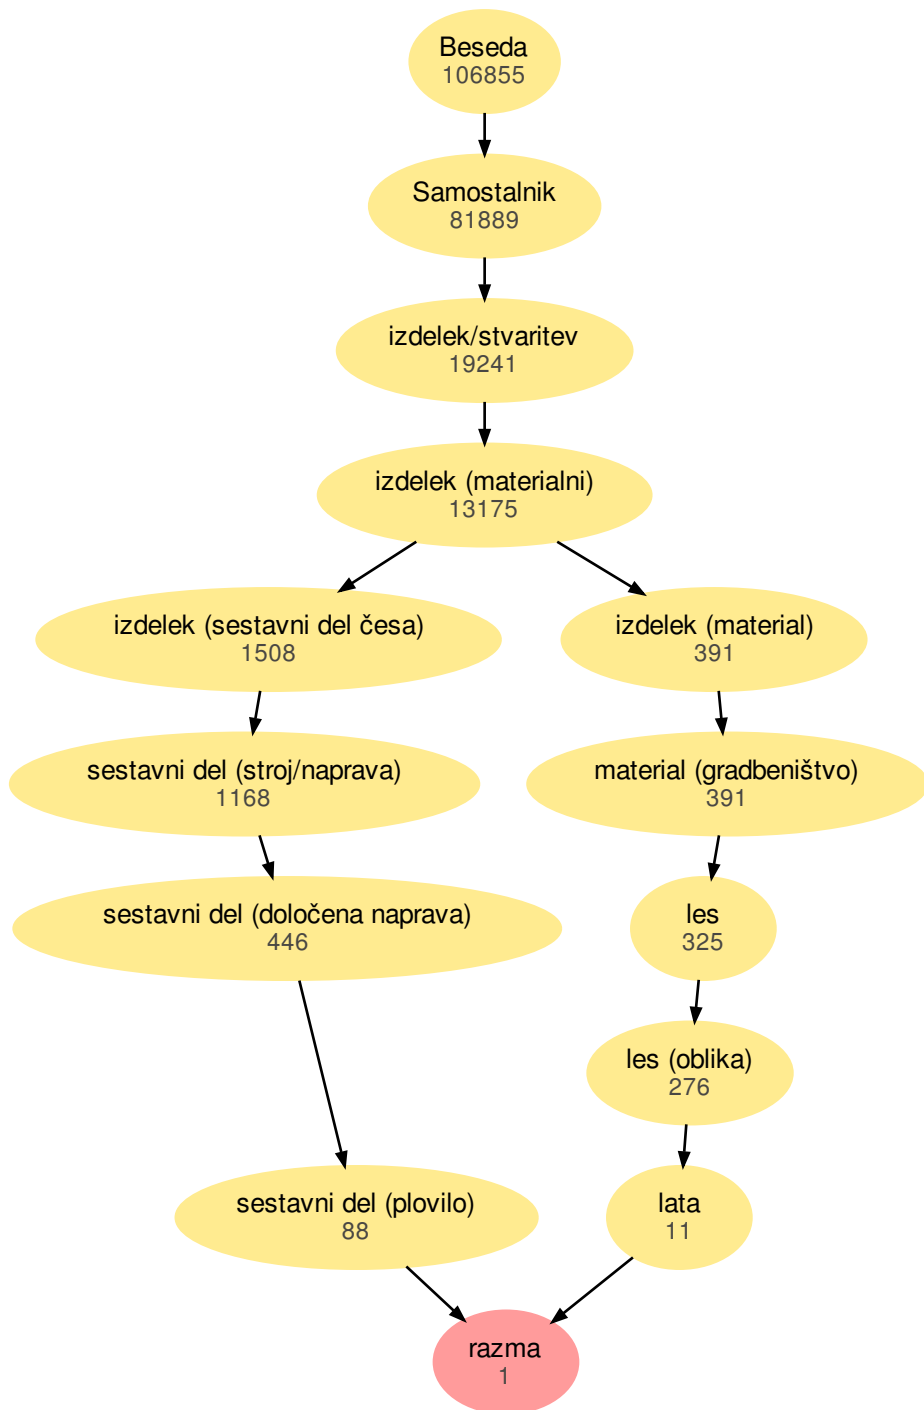 Beseda
106855
Samostalnik
81889
izdelek/stvaritev
19241
izdelek (materialni)
13175
izdelek (sestavni del česa)
1508
izdelek (material)
391
sestavni del (stroj/naprava)
1168
material (gradbeništvo)
391
sestavni del (določena naprava)
446
les
325
les (oblika)
276
sestavni del (plovilo)
88
lata
11
razma
1